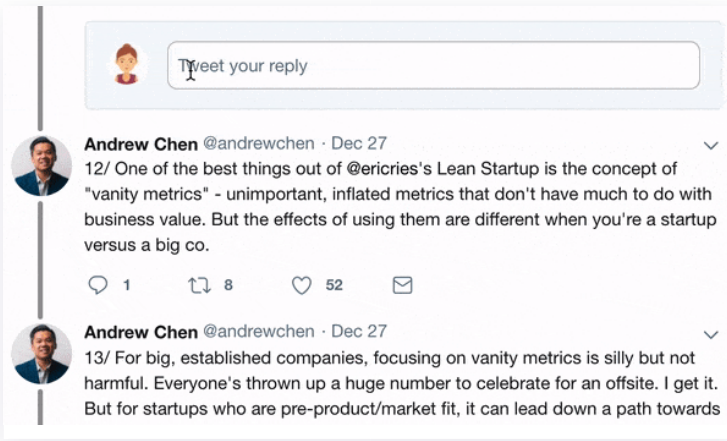 Tweet your reply
Andrew Chen @andrewchen · Dec 27
12/ One of the best things out of @ericries's Lean Startup is the concept of
"vanity metrics" - unimportant, inflated metrics that don't have much to do with
business value. But the effects of using them are different when you're a startup
versus a big co.
1 8 52
Andrew Chen @andrewchen · Dec 27
13/ For big, established companies, focusing on vanity metrics is silly but not
harmful. Everyone's thrown up a huge number to celebrate for an offsite. I get it.
But for startups who are pre-product/market fit, it can lead down a path towards